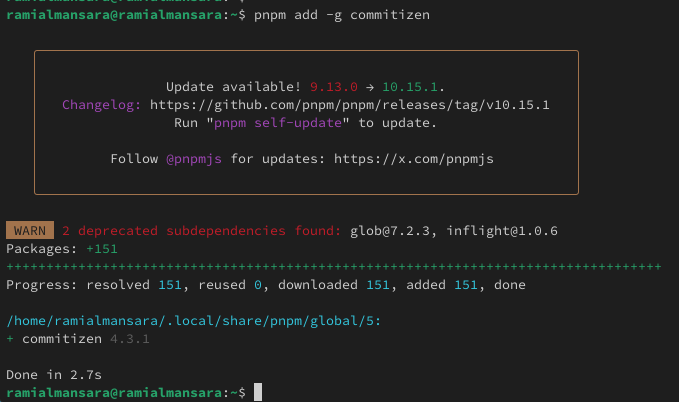 ramialmansara@ramialmansara:~$ pnpm add -g commitizen
Update available! 9.13.0 → 10.15.1.
Changelog: https://github.com/pnpm/pnpm/releases/tag/v10.15.1
Run "pnpm self-update" to update.
Follow @pnpmjs for updates: https://x.com/pnpmjs
WARN 2 deprecated subdependencies found: glob@7.2.3, inflight@1.0.6
Packages: +151
++++++++++++++++++++++++++++++++++++++++++++++++++++++++++++++++++++++++++++++++++
Progress: resolved 151, reused 0, downloaded 151, added 151, done
/home/ramialmansara/.local/share/pnpm/global/5:
+ commitizen 4.3.1
Done in 2.7s
ramialmansara@ramialmansara:~$